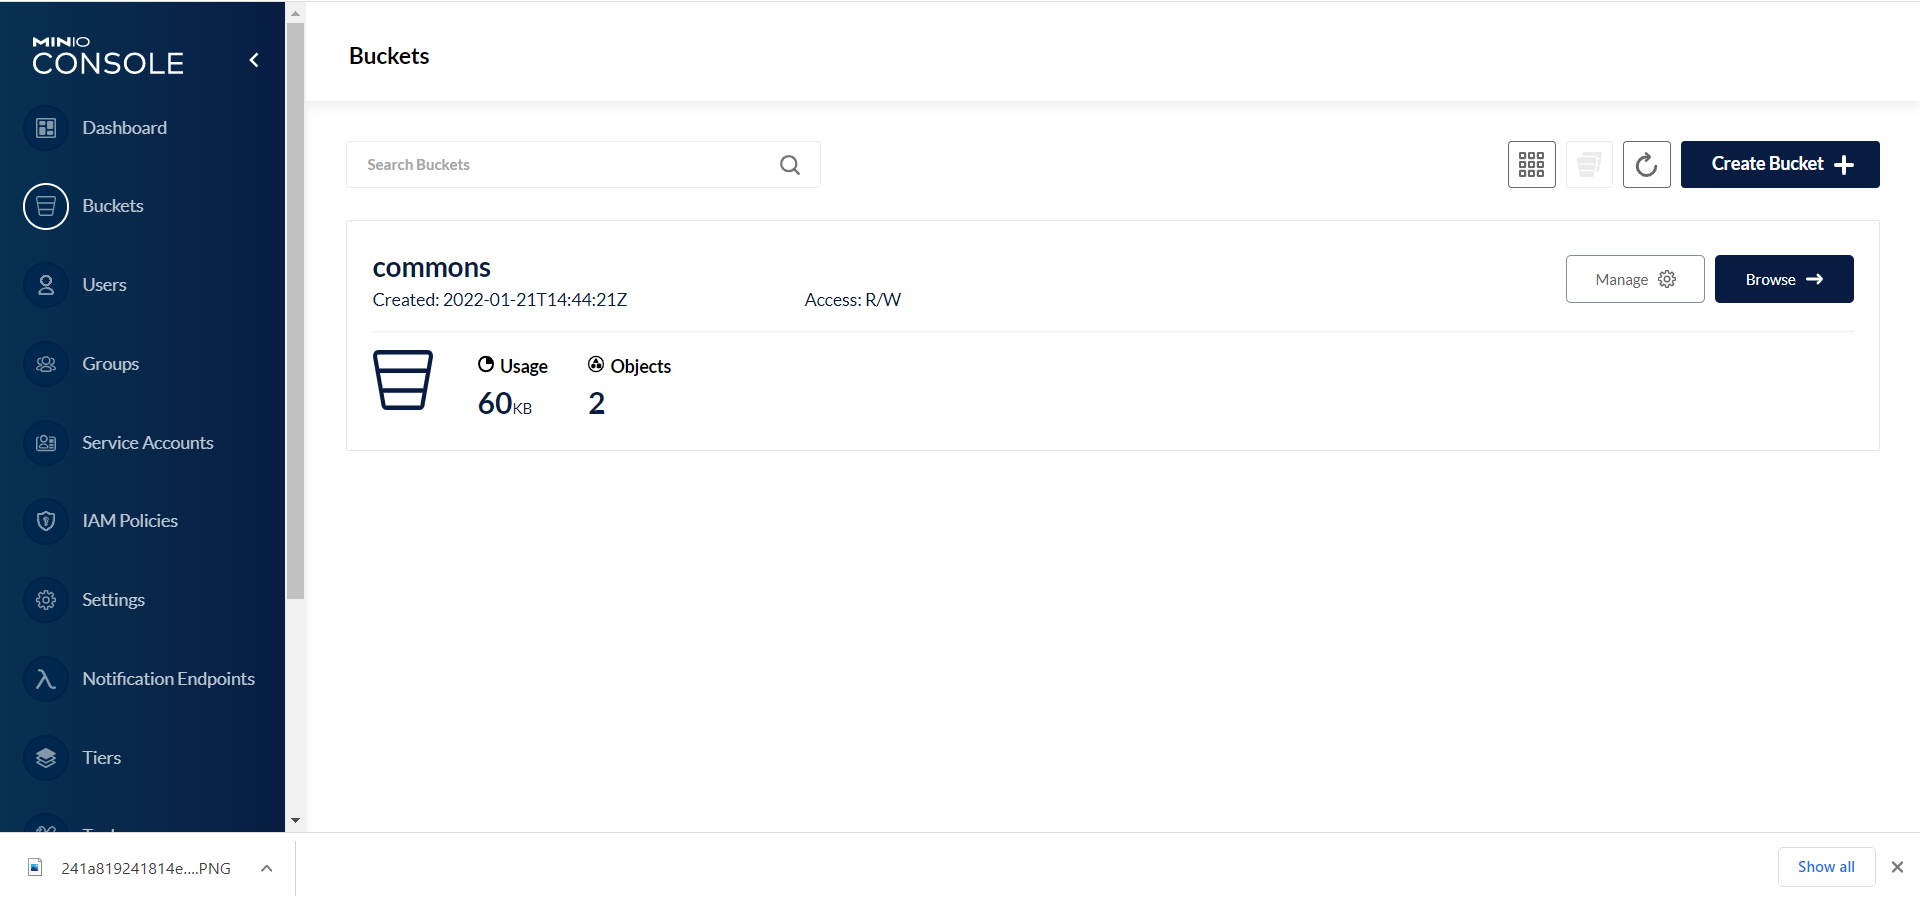 MINIO
CONSOLE
Dashboard
Buckets
Users
Groups
Service Accounts
IAM Policies
Settings
Notification Endpoints
Tiers
Buckets
Search Buckets
Create Bucket
commons
Created: 2022-01-21T14:44:21Z
Access: R/W
Manage
Browse
Usage
60KB
Objects
2
241a819241814e....PNG
Show all